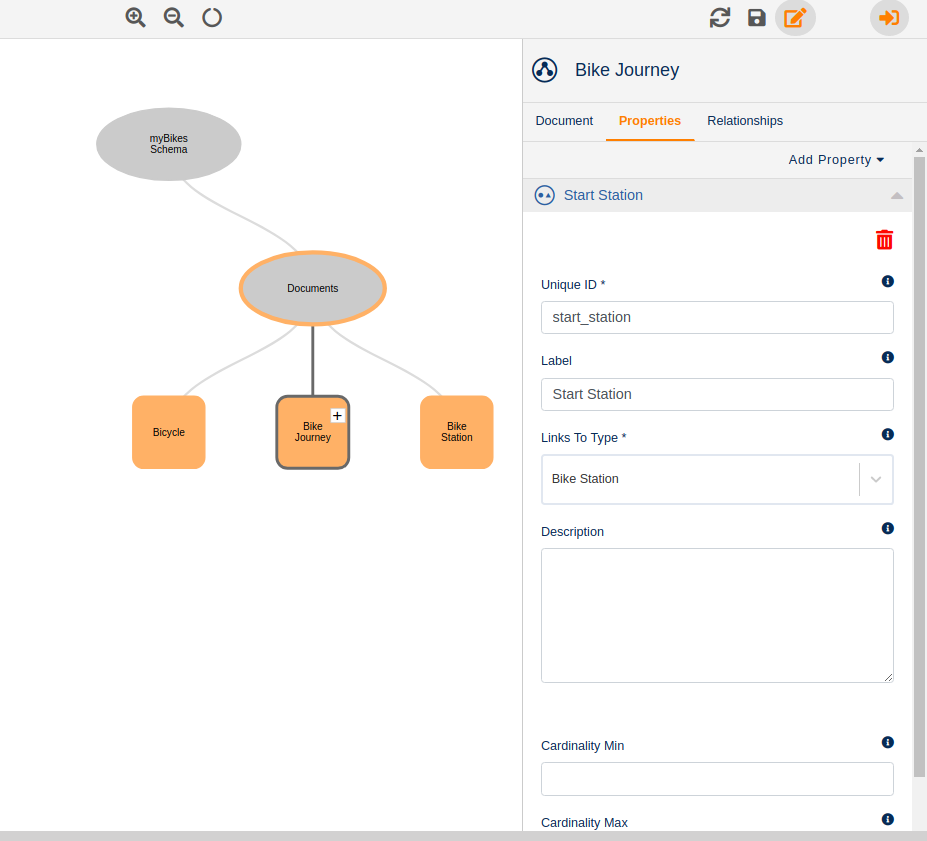 Bike Journey
Document Properties Relationships
Add Property
Start Station
Unique ID *
start_station
Label
Start Station
Links To Type *
Bike Station
Description
Cardinality Min
Cardinality Max
myBikes
Schema
Documents
Bicycle
Bike
Journey
Bike
Station